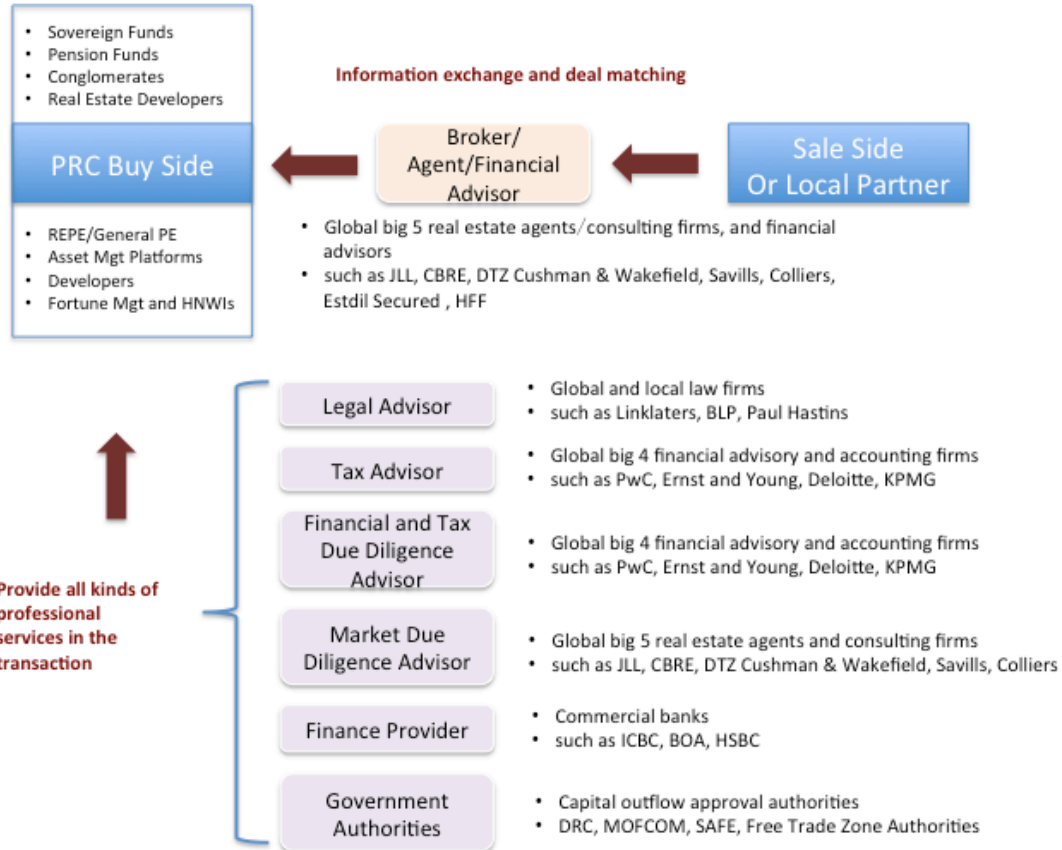 • Sovereign Funds
• Pension Funds
• Conglomerates
• Real Estate Developers
PRC Buy Side
• REPE/General PE
• Asset Mgt Platforms
• Developers
• Fortune Mgt and HNWIs
Information exchange and deal matching
Broker/
Agent/Financial
Advisor
Sale Side
Or Local Partner
• Global big 5 real estate agents/consulting firms, and financial
advisors
• such as JLL, CBRE, DTZ Cushman & Wakefield, Savills, Colliers,
Estdil Secured , HFF
Provide all kinds of
professional
services in the
transaction
Legal Advisor
• Global and local law firms
• such as Linklaters, BLP, Paul Hastins
Tax Advisor
• Global big 4 financial advisory and accounting firms
• such as PwC, Ernst and Young, Deloitte, KPMG
Financial and Tax
Due Diligence
Advisor
• Global big 4 financial advisory and accounting firms
• such as PwC, Ernst and Young, Deloitte, KPMG
Market Due
Diligence Advisor
• Global big 5 real estate agents and consulting firms
• such as JLL, CBRE, DTZ Cushman & Wakefield, Savills, Colliers
Finance Provider
• Commercial banks
• such as ICBC, BOA, HSBC
Government
Authorities
• Capital outflow approval authorities
• DRC, MOFCOM, SAFE, Free Trade Zone Authorities